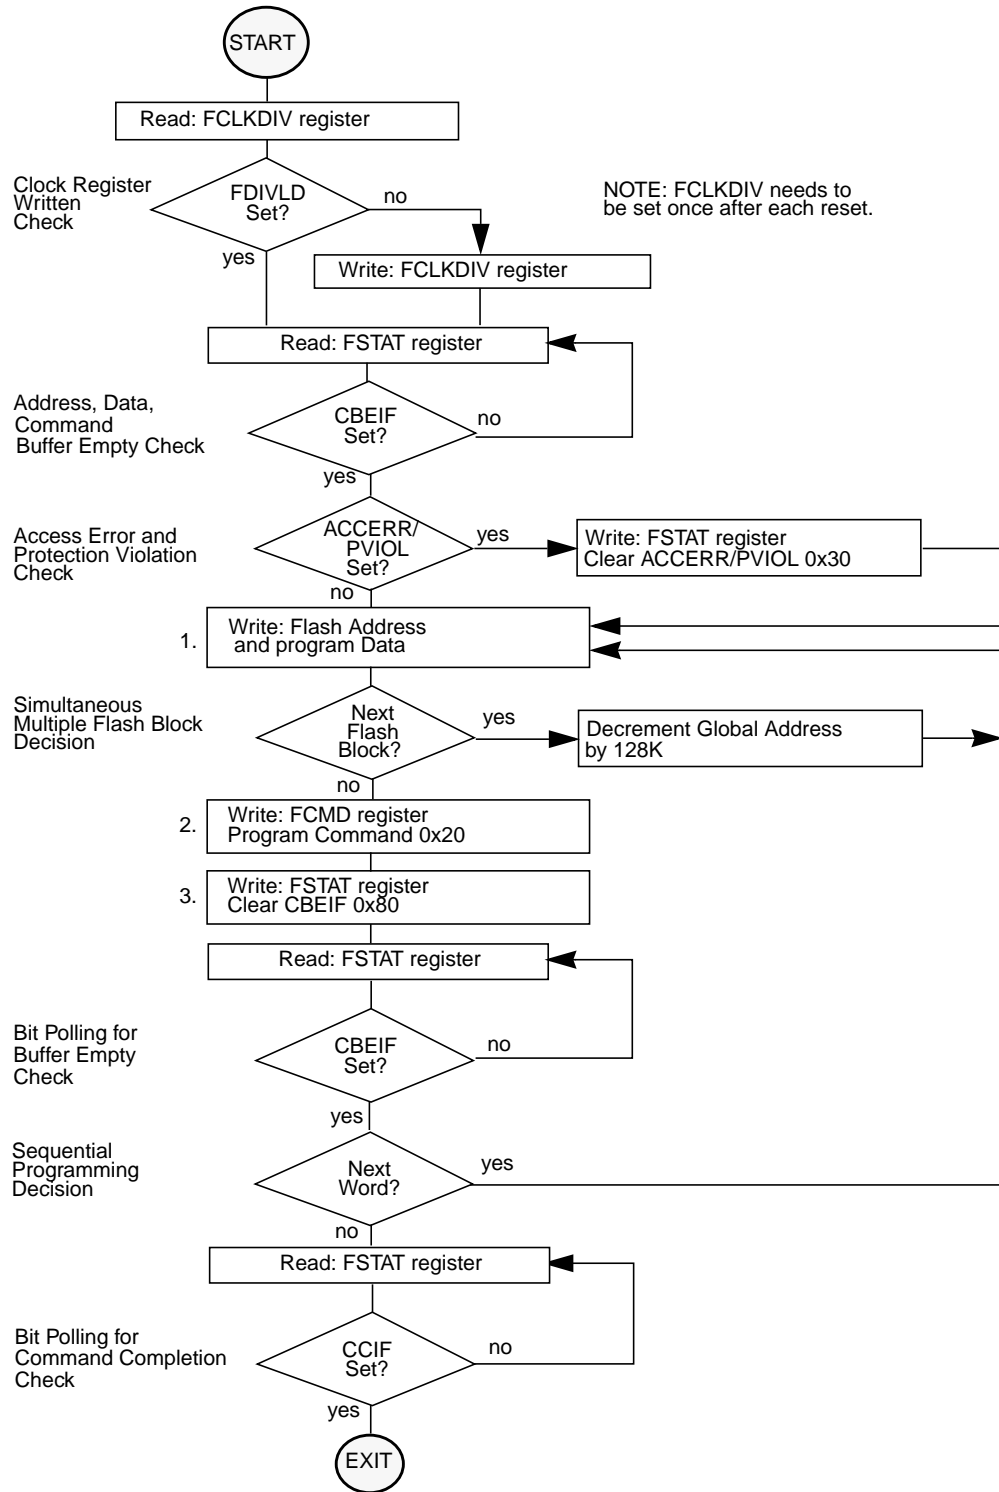 START
Read: FCLKDIV register
Clock Register
Written
Check
FDIVLD
Set?
no
yes
NOTE: FCLKDIV needs to
be set once after each reset.
Write: FCLKDIV register
Read: FSTAT register
Address, Data,
Command
Buffer Empty Check
CBEIF
Set?
no
yes
Access Error and
Protection Violation
Check
ACCERR/
PVIOL
Set?
yes
no
Write: FSTAT register
Clear ACCERR/PVIOL 0x30
1.
Write: Flash Address
and program Data
Simultaneous
Multiple Flash Block
Decision
Next
Flash
Block?
yes
no
Decrement Global Address
by 128K
2.
Write: FCMD register
Program Command 0x20
3.
Write: FSTAT register
Clear CBEIF 0x80
Read: FSTAT register
Bit Polling for
Buffer Empty
Check
CBEIF
Set?
no
yes
Sequential
Programming
Decision
Next
Word?
yes
no
Read: FSTAT register
Bit Polling for
Command Completion
Check
CCIF
Set?
no
yes
EXIT